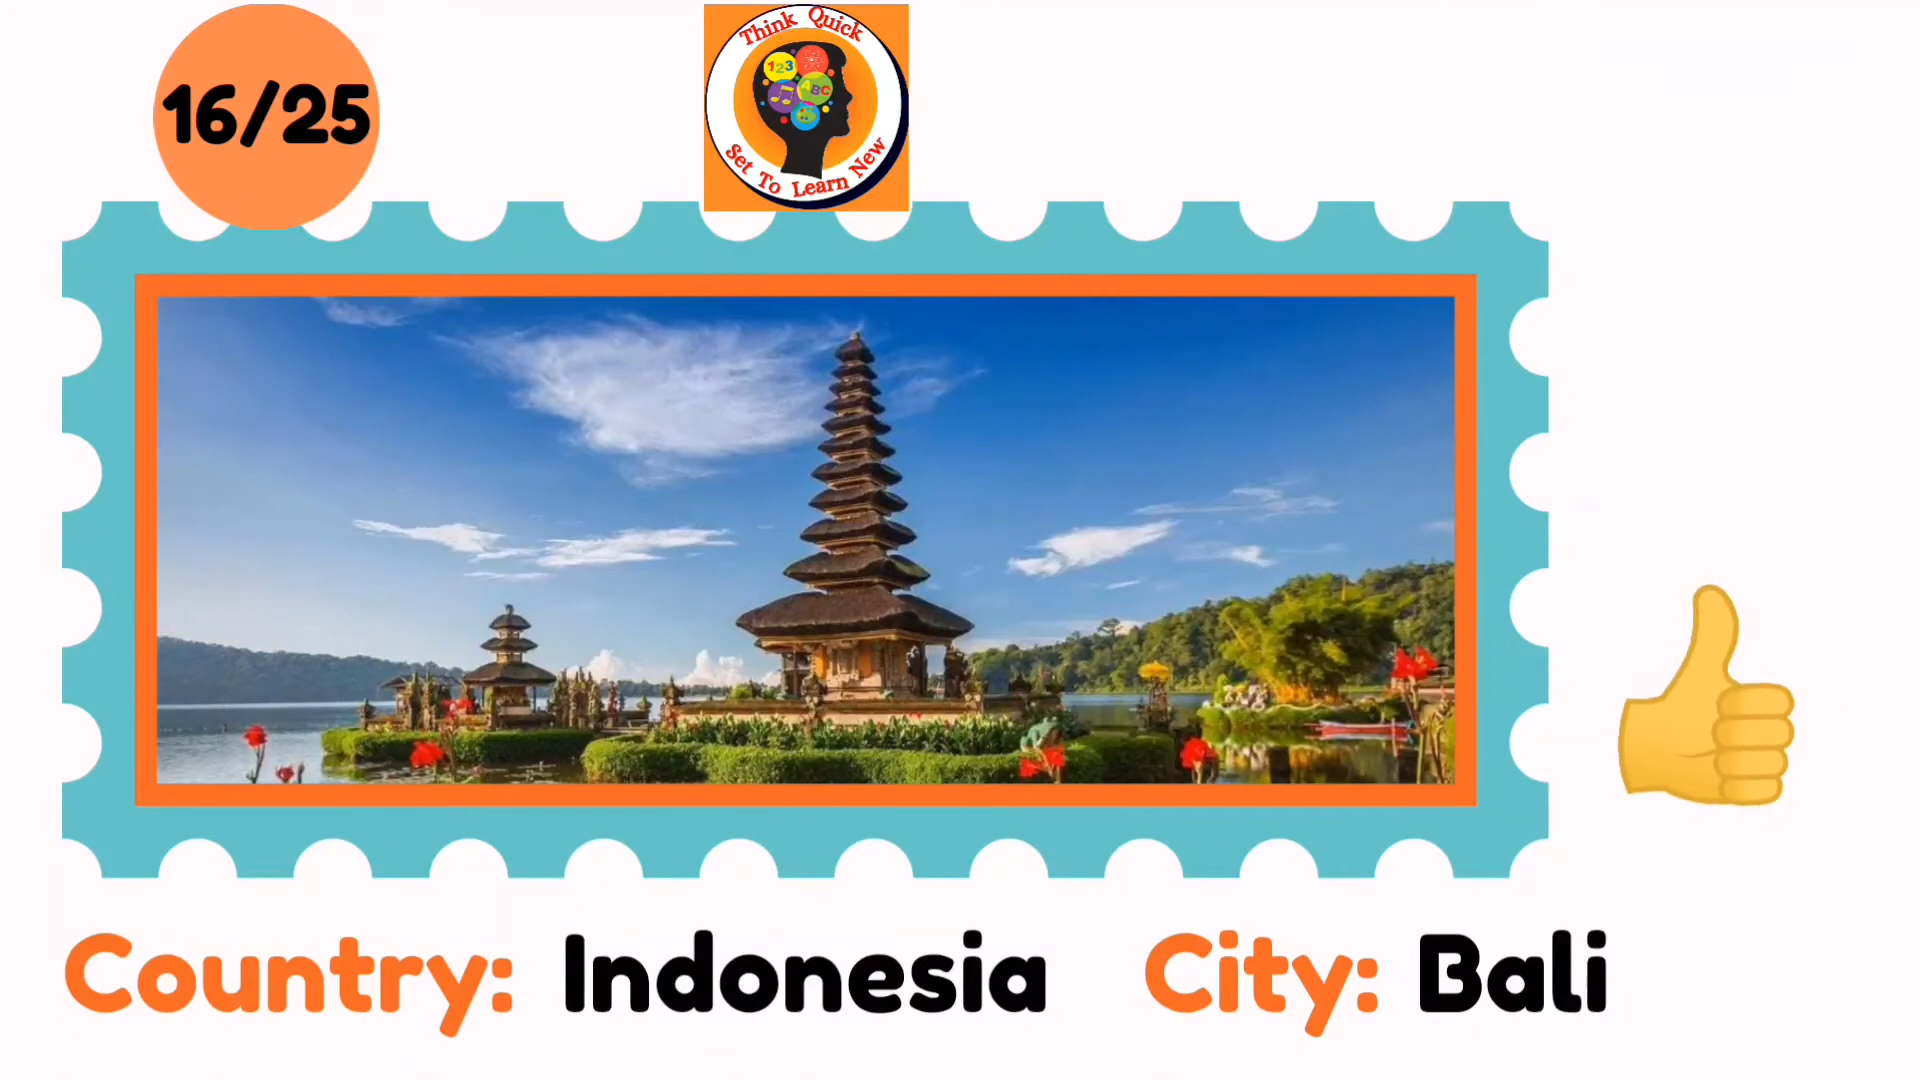 16/25
Think Quick
123
ABC
Set To Learn New
Country: Indonesia City: Bali